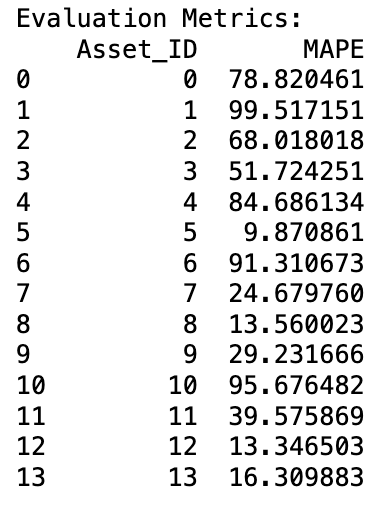 Evaluation Metrics:
    Asset_ID       MAPE
0          0  78.820461
1          1  99.517151
2          2  68.018018
3          3  51.724251
4          4  84.686134
5          5   9.870861
6          6  91.310673
7          7  24.679760
8          8  13.560023
9          9  29.231666
10        10  95.676482
11        11  39.575869
12        12  13.346503
13        13  16.309883